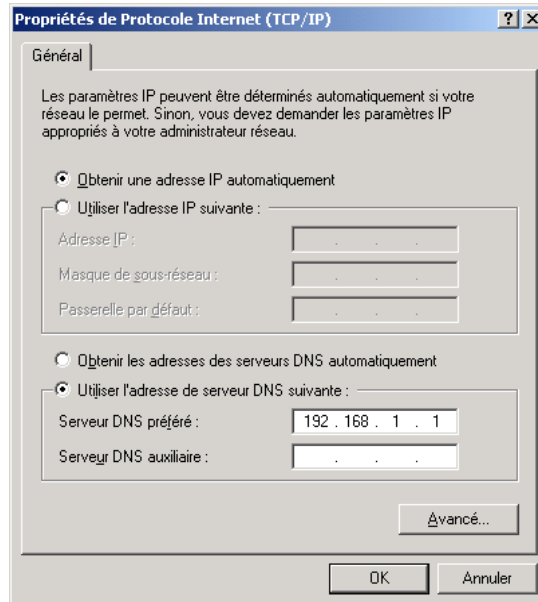 Propriétés de Protocole Internet (TCP/IP)
Général
Les paramètres IP peuvent être déterminés automatiquement si votre
réseau le permet. Sinon, vous devez demander les paramètres IP
appropriés à votre administrateur réseau.
Obtenir une adresse IP automatiquement
Utiliser l'adresse IP suivante :
Adresse IP :
Masque de sous-réseau :
Passerelle par défaut :
Obtenir les adresses des serveurs DNS automatiquement
Utiliser l'adresse de serveur DNS suivante :
Serveur DNS préféré : 192 . 168 . 1 . 1
Serveur DNS auxiliaire :
Avancé...
OK Annuler